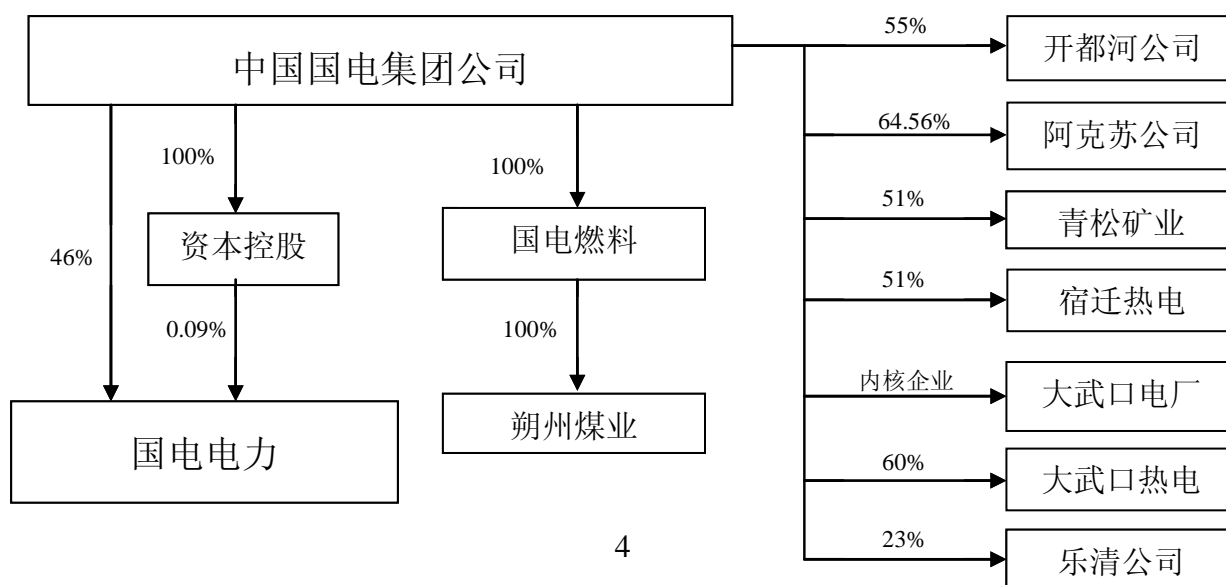 中国国电集团公司
55%
开都河公司
64.56%
阿克苏公司
100%
100%
51%
青松矿业
资本控股
国电燃料
46%
51%
宿迁热电
0.09%
100%
内核企业
大武口电厂
国电电力
朔州煤业
60%
大武口热电
23%
乐清公司
4